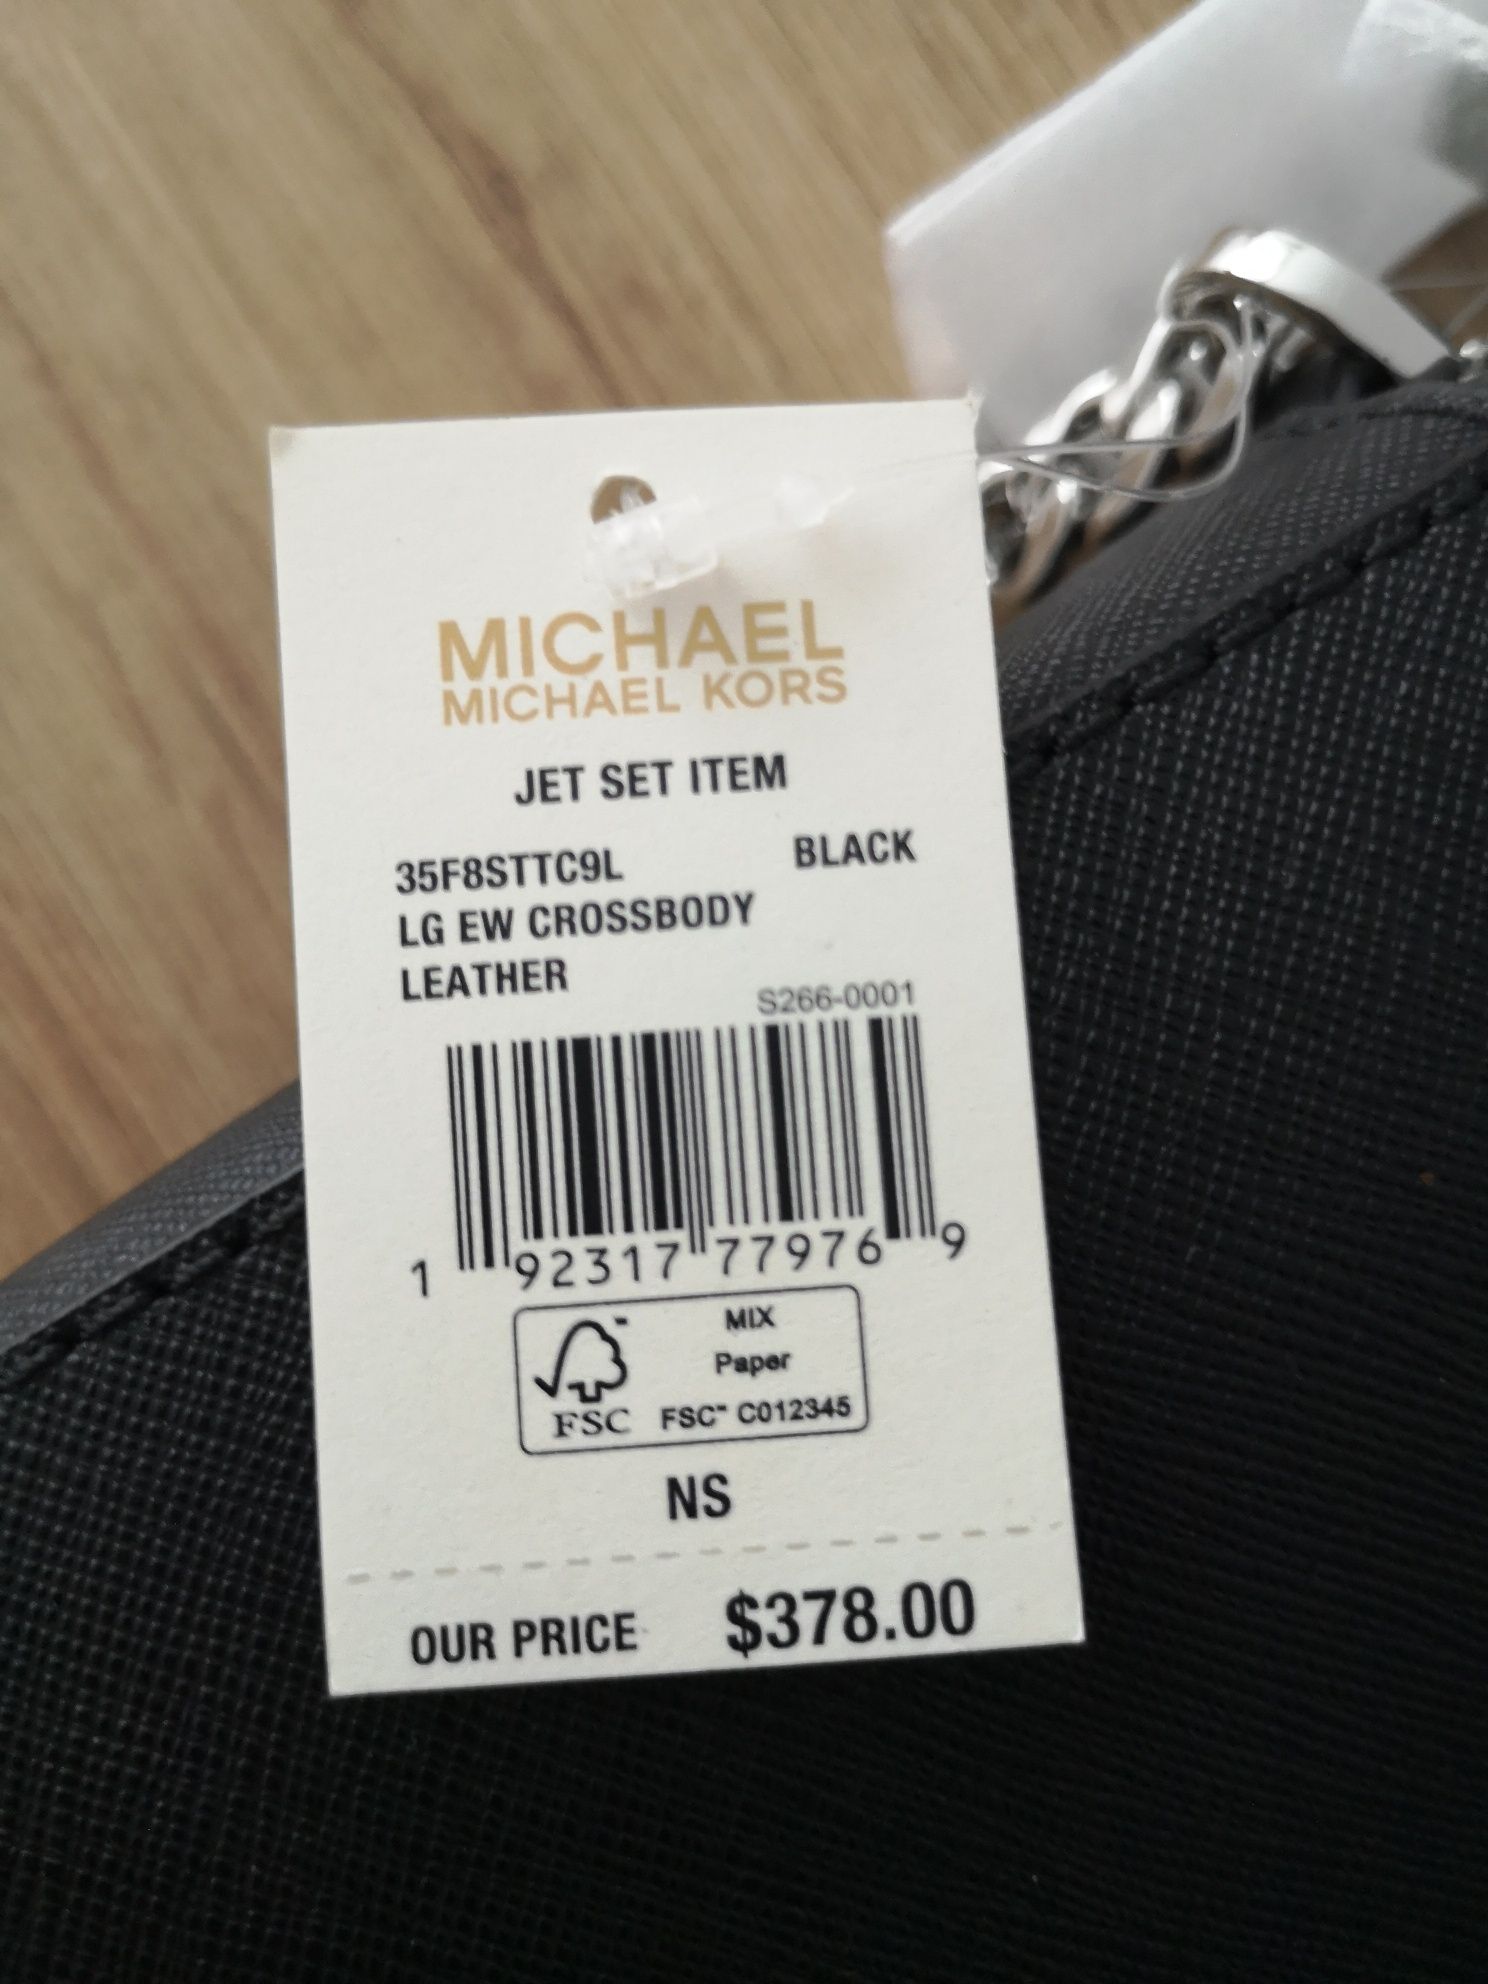 MICHAEL
MICHAEL KORS
JET SET ITEM
35F8STTC9L BLACK
LG EW CROSSBODY
LEATHER
S266-0001
1 92317 77976 9
FSC
MIX
Paper
FSC™ C012345
NS
OUR PRICE $378.00